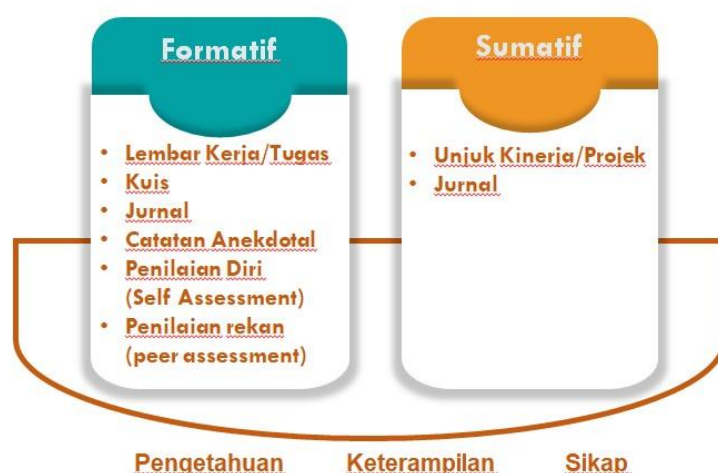 Formatif
• Lembar Kerja/Tugas
• Kuis
• Jurnal
• Catatan Anekdotal
• Penilaian Diri
(Self Assessment)
• Penilaian rekan
(peer assessment)
Sumatif
• Unjuk Kinerja/Projek
• Jurnal
Pengetahuan Keterampilan Sikap